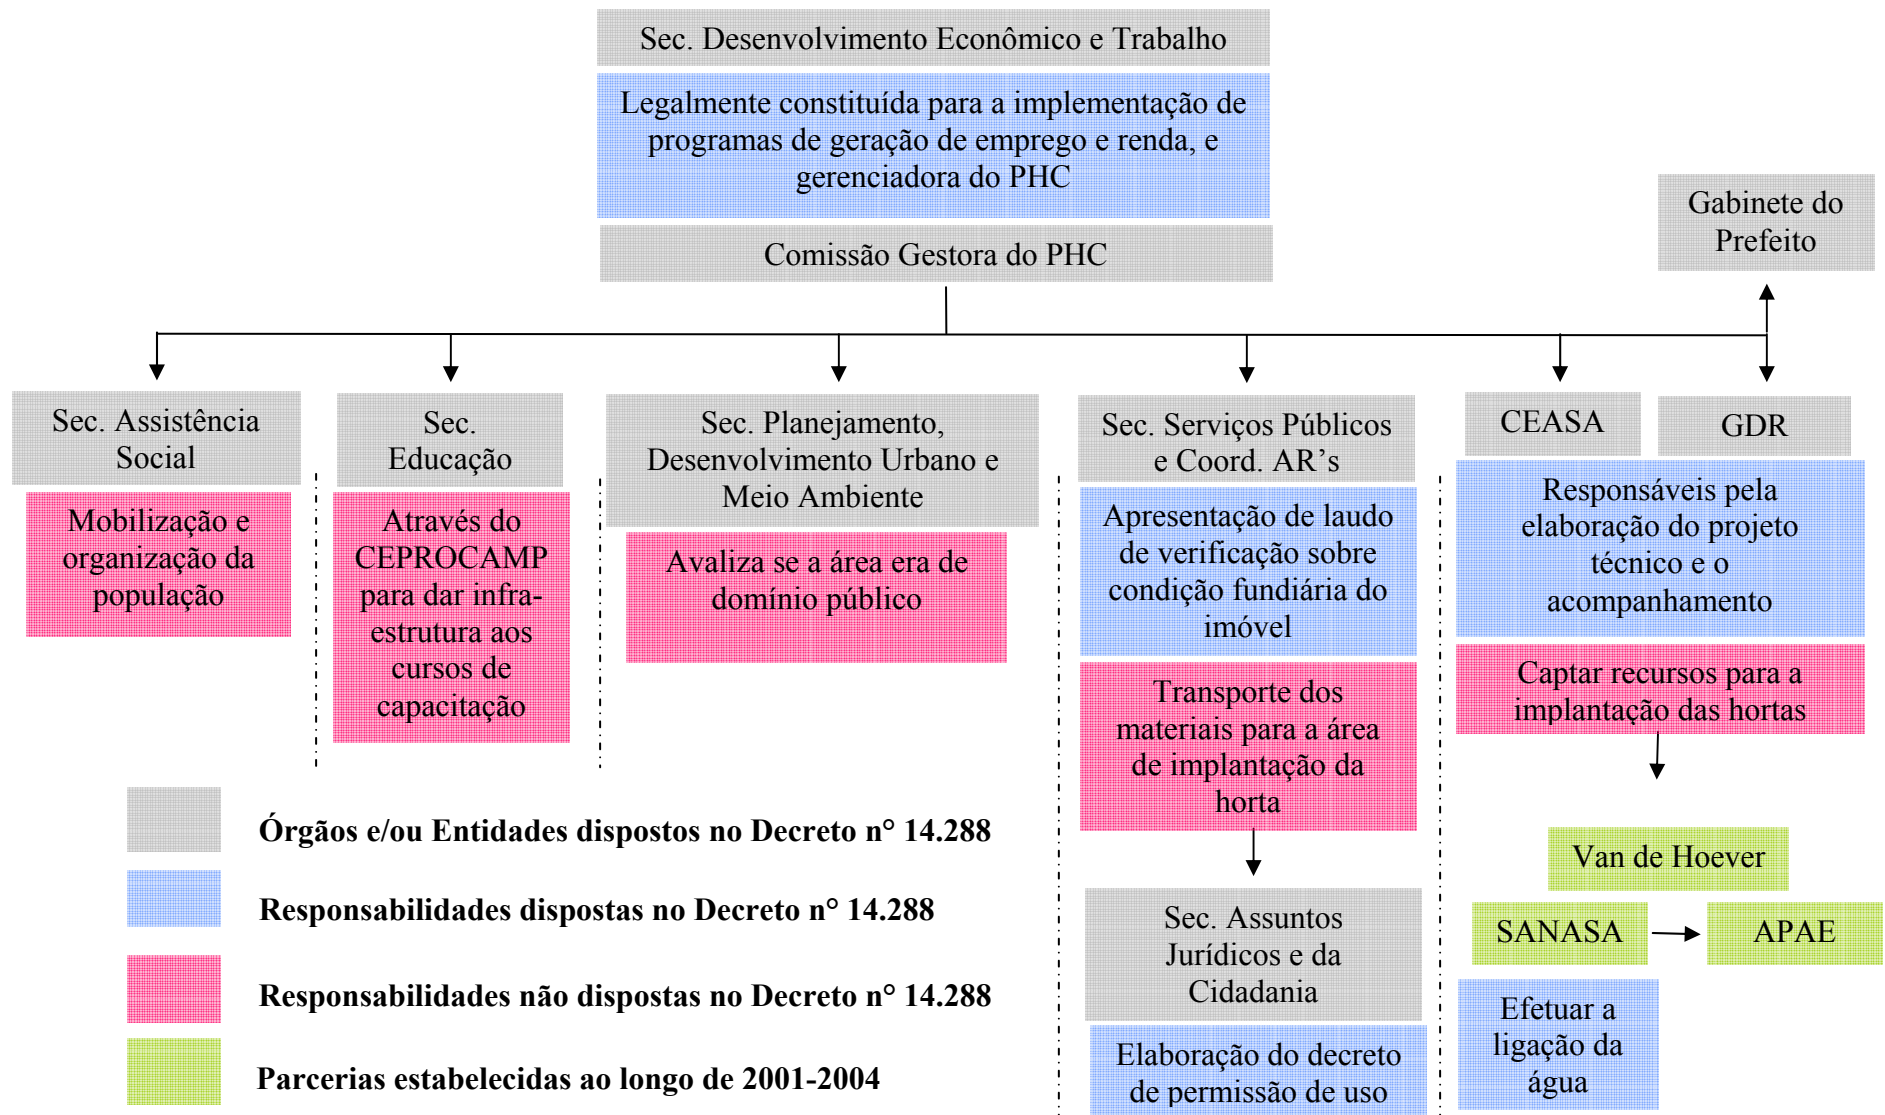 Sec. Desenvolvimento Econômico e Trabalho
Legalmente constituída para a implementação de
programas de geração de emprego e renda, e
gerenciadora do PHC
Comissão Gestora do PHC
Gabinete do
Prefeito
Sec. Assistência
Social
Mobilização e
organização da
população
Sec.
Educação
Através do
CEPROCAMP
para dar infra-
estrutura aos
cursos de
capacitação
Sec. Planejamento,
Desenvolvimento Urbano e
Meio Ambiente
Avaliza se a área era de
domínio público
Sec. Serviços Públicos
e Coord. AR’s
Apresentação de laudo
de verificação sobre
condição fundiária do
imóvel
Transporte dos
materiais para a área
de implantação da
horta
Sec. Assuntos
Jurídicos e da
Cidadania
Elaboração do decreto
de permissão de uso
CEASA
GDR
Responsáveis pela
elaboração do projeto
técnico e o
acompanhamento
Captar recursos para a
implantação das hortas
Van de Hoever
SANASA
APAE
Efetuar a
ligação da
água
Órgãos e/ou Entidades dispostos no Decreto n° 14.288
Responsabilidades dispostas no Decreto n° 14.288
Responsabilidades não dispostas no Decreto n° 14.288
Parcerias estabelecidas ao longo de 2001-2004